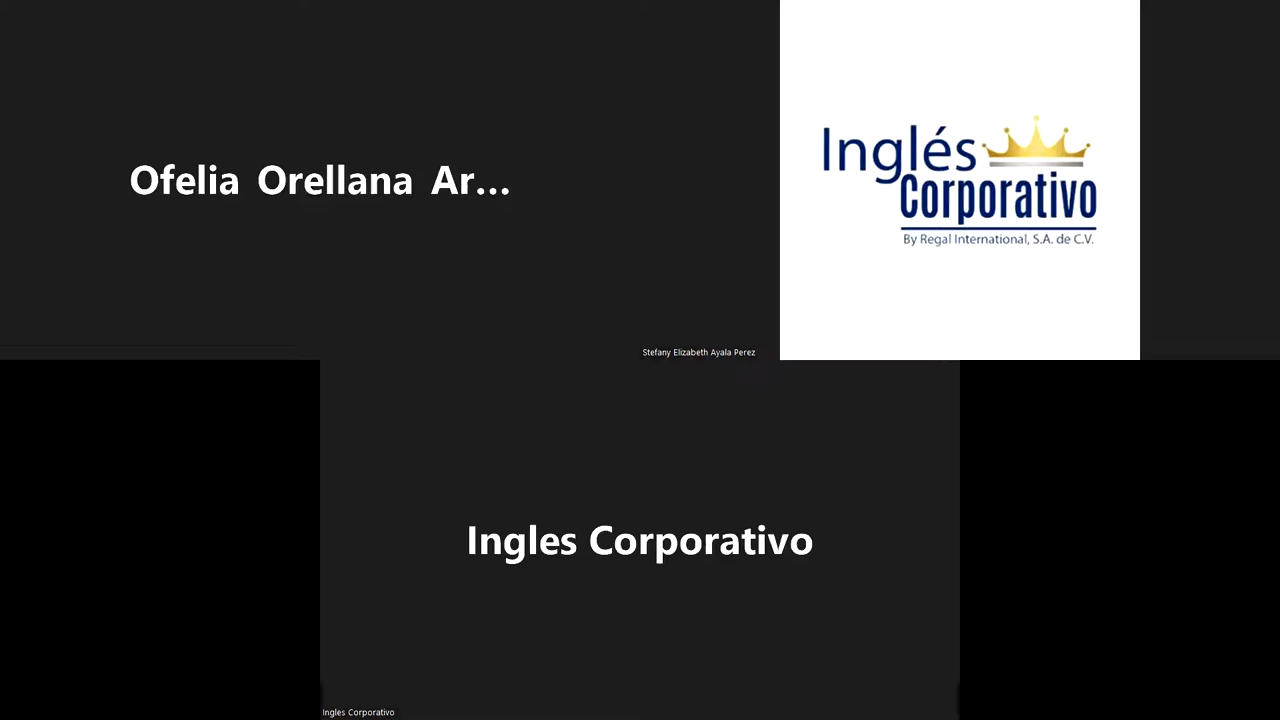 Ofelia Orellana Ar...
Inglés
Corporativo
By Regal International, S.A. de C.V.
Stefany Elizabeth Ayala Perez
Ingles Corporativo
Ingles Corporativo